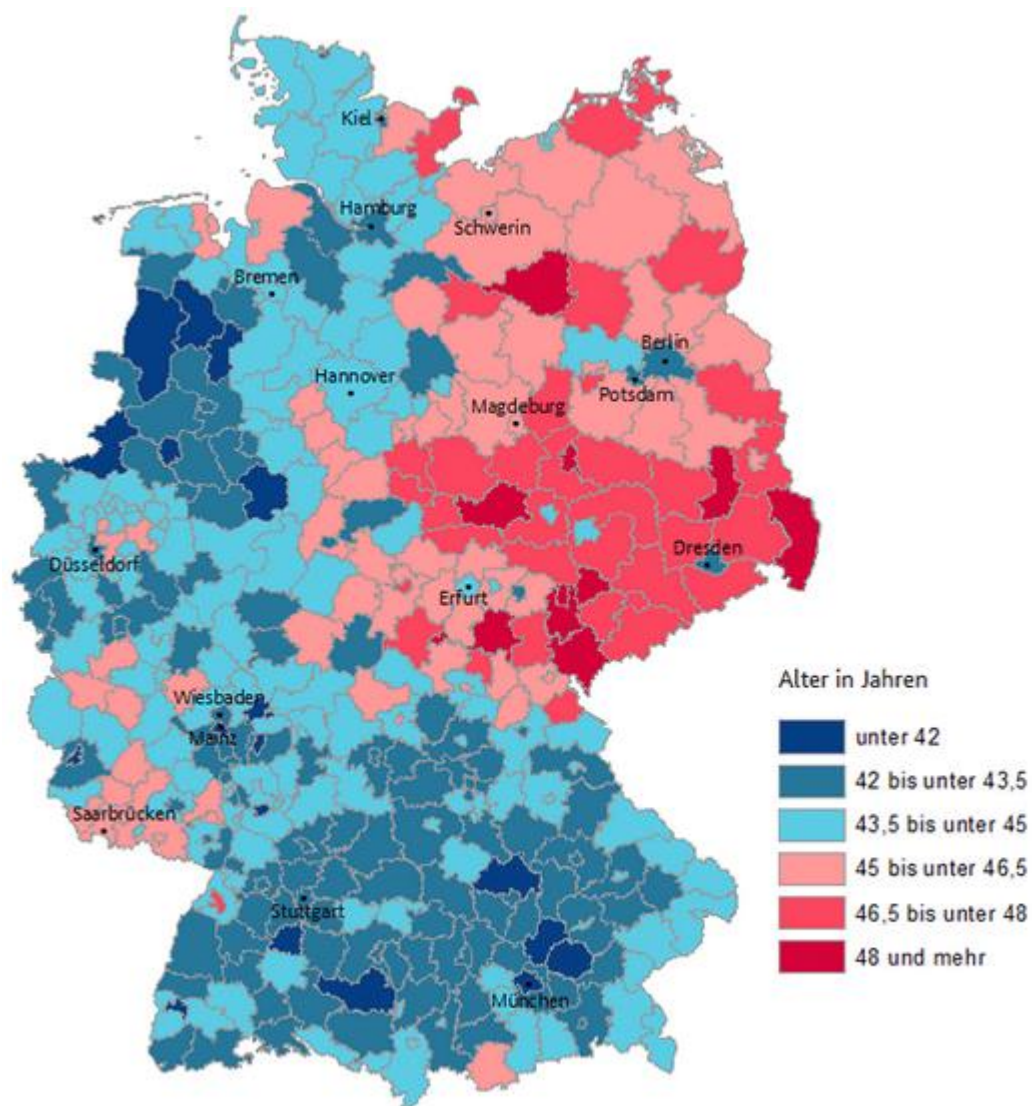 Kiel
Hamburg
Schwerin
Bremen
Berlin
Hannover
Potsdam
Magdeburg
Düsseldorf
Dresden
Erfurt
Wiesbaden
Mainz
Saarbrücken
Stuttgart
München
Alter in Jahren
unter 42
42 bis unter 43,5
43,5 bis unter 45
45 bis unter 46,5
46,5 bis unter 48
48 und mehr